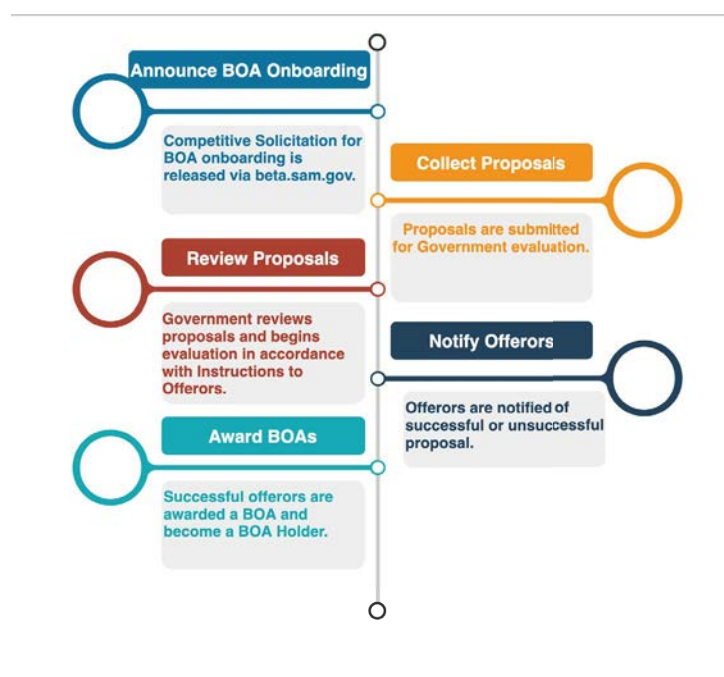 Announce BOA Onboarding
Competitive Solicitation for
BOA onboarding is
released via beta.sam.gov.
Collect Proposals
Proposals are submitted
for Government evaluation.
Review Proposals
Government reviews
proposals and begins
evaluation in accordance
with Instructions to
Offerors.
Notify Offerors
Offerors are notified of
successful or unsuccessful
proposal.
Award BOAs
Successful offerors are
awarded a BOA and
become a BOA Holder.